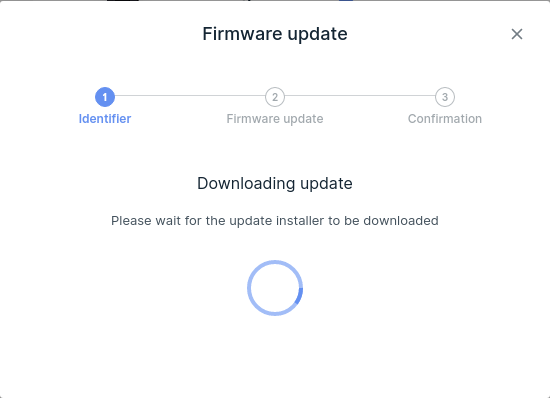 Firmware update
1
2
3
Identifier
Firmware update
Confirmation
Downloading update
Please wait for the update installer to be downloaded